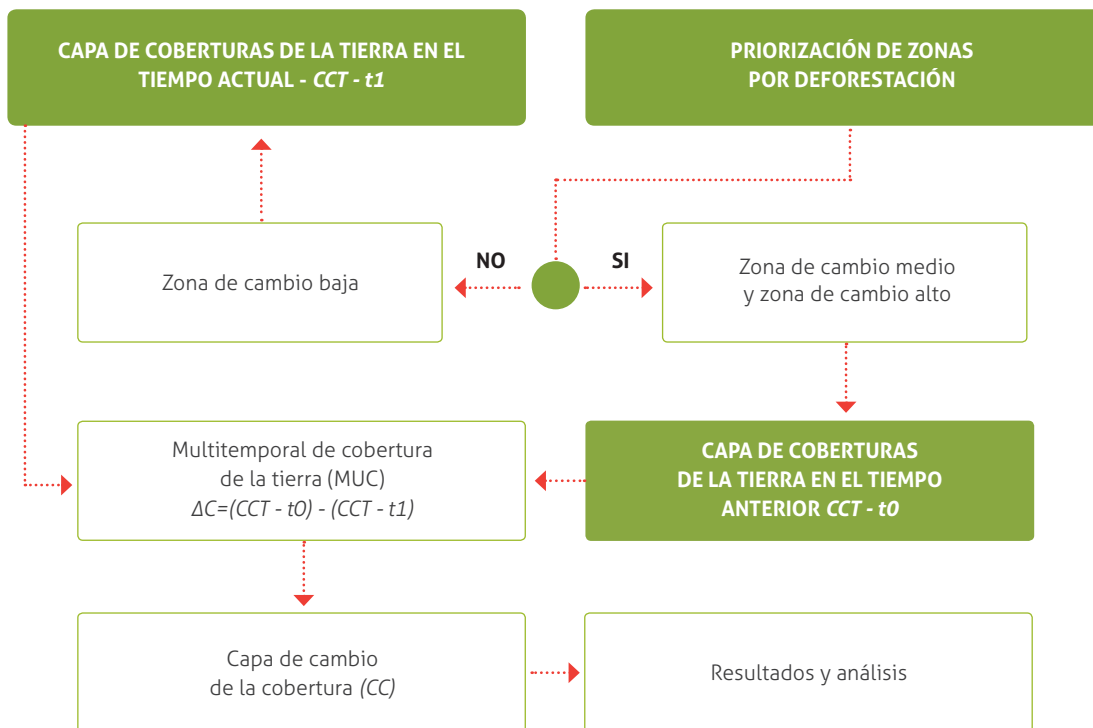 CAPA DE COBERTURAS DE LA TIERRA EN EL
TIEMPO ACTUAL - CCT - t1
PRIORIZACIÓN DE ZONAS
POR DEFORESTACIÓN
Zona de cambio baja
NO
SI
Zona de cambio medio
y zona de cambio alto
Multitemporal de cobertura
de la tierra (MUC)
ΔC=(CCT - t0) - (CCT - t1)
CAPA DE COBERTURAS
DE LA TIERRA EN EL TIEMPO
ANTERIOR CCT - t0
Capa de cambio
de la cobertura (CC)
Resultados y análisis